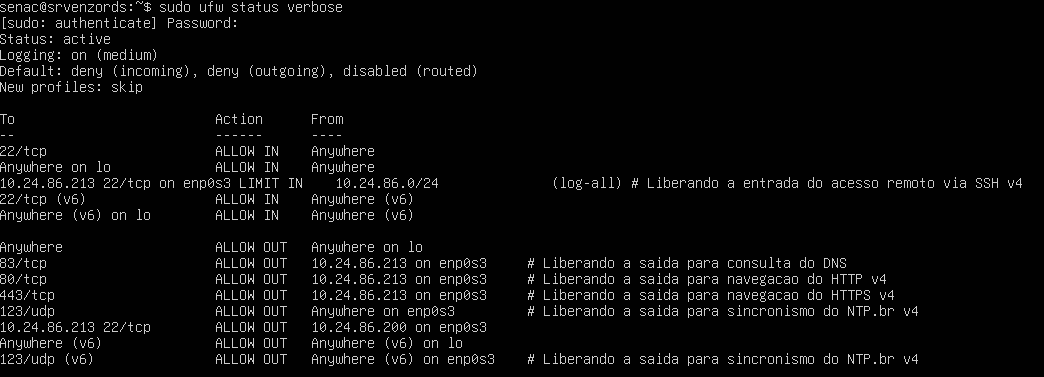 senac@srvenzords:~$ sudo ufw status verbose
[sudo: authenticate] Password:
Status: active
Logging: on (medium)
Default: deny (incoming), deny (outgoing), disabled (routed)
New profiles: skip
To                         Action      From
--                         ------      ----
22/tcp                     ALLOW IN    Anywhere
Anywhere on lo             ALLOW IN    Anywhere
10.24.86.213 22/tcp on enp0s3 LIMIT IN    10.24.86.0/24              (log-all) # Liberando a entrada do acesso remoto via SSH v4
22/tcp (v6)                ALLOW IN    Anywhere (v6)
Anywhere (v6) on lo        ALLOW IN    Anywhere (v6)
Anywhere                   ALLOW OUT   Anywhere on lo
83/tcp                     ALLOW OUT   10.24.86.213 on enp0s3     # Liberando a saida para consulta do DNS
80/tcp                     ALLOW OUT   10.24.86.213 on enp0s3     # Liberando a saida para navegacao do HTTP v4
443/tcp                    ALLOW OUT   10.24.86.213 on enp0s3     # Liberando a saida para navegacao do HTTPS v4
123/udp                    ALLOW OUT   Anywhere on enp0s3         # Liberando a saida para sincronismo do NTP.br v4
10.24.86.213 22/tcp        ALLOW OUT   10.24.86.200 on enp0s3
Anywhere (v6)              ALLOW OUT   Anywhere (v6) on lo
123/udp (v6)               ALLOW OUT   Anywhere (v6) on enp0s3    # Liberando a saida para sincronismo do NTP.br v4